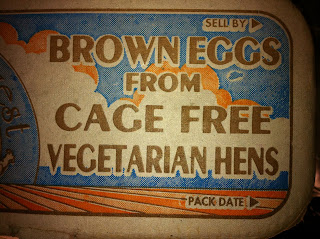 SELL BY
BROWN EGGS
FROM
CAGE FREE
VEGETARIAN HENS
PACK DATE